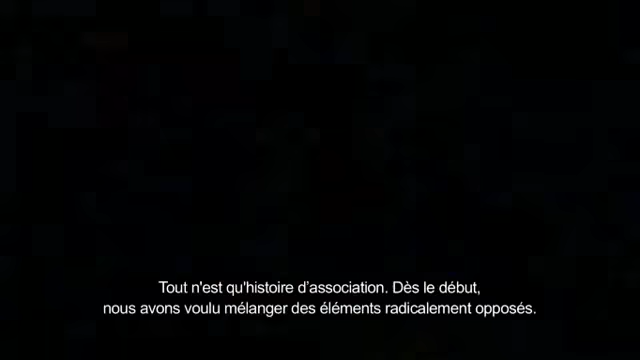 Tout n'est qu'histoire d’association. Dès le début,
nous avons voulu mélanger des éléments radicalement opposés.